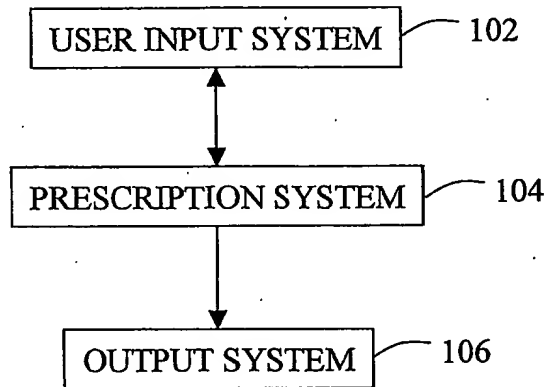 USER INPUT SYSTEM 102
PRESCRIPTION SYSTEM 104
OUTPUT SYSTEM 106